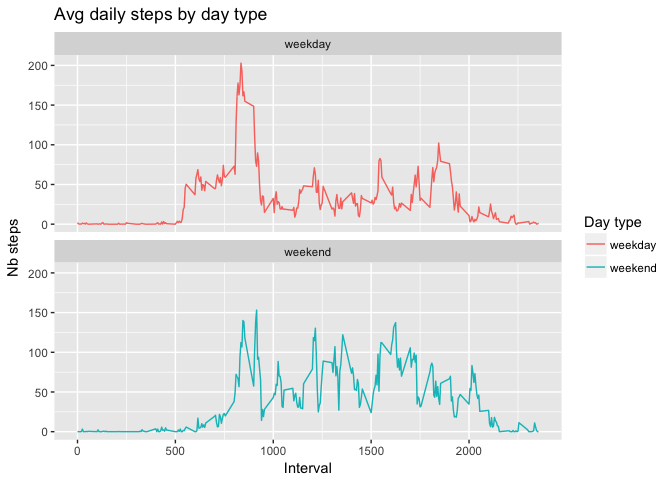 Avg daily steps by day type
weekday
200
150
100
50
0
weekend
200
150
100
50
0
0 500 1000 1500 2000
Interval
Nb steps
Day type
weekday
weekend